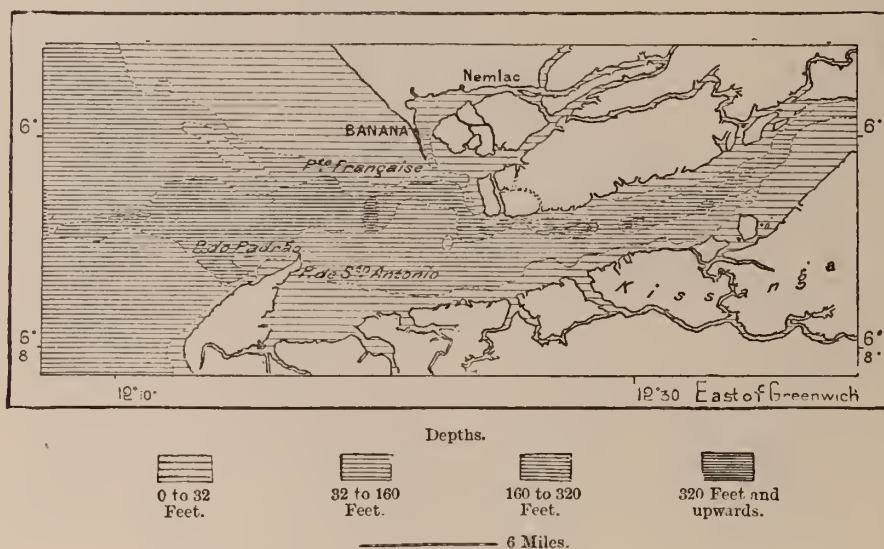 Nemlac
6°
BANANA
6°
Pte Française
P. do Padrão
P. de Sto Antonio
Kissanga
6°
8'
6°
8'
12°10'
12°30
East of Greenwich
Depths.
0 to 32
Feet.
32 to 160
Feet.
160 to 320
Feet.
320 Feet and
upwards.
6 Miles.